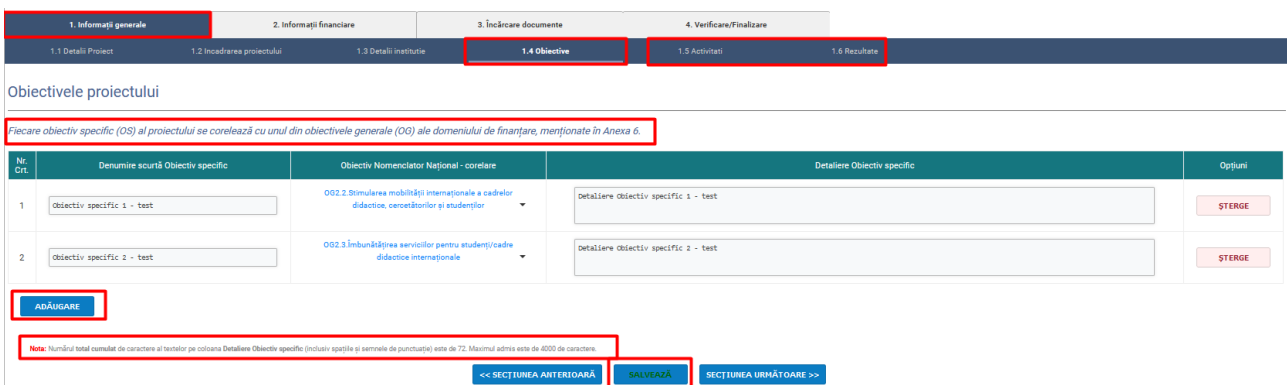 1. Informații generale
2. Informații financiare
3. Încărcare documente
4. Verificare/Finalizare
1.1 Detalii Proiect
1.2 Incadrarea proiectului
1.3 Detalii institutie
1.4 Obiective
1.5 Activitati
1.6 Rezultate
Obiectivele proiectului
Fiecare obiectiv specific (OS) al proiectului se corelează cu unul din obiectivele generale (OG) ale domeniului de finanțare, menționate în Anexa 6.
Nr. Crt.
Denumire scurtă Obiectiv specific
Obiectiv Nomenclator Național - corelare
Detaliere Obiectiv specific
Opțiuni
1
Obiectiv specific 1 - test
OG2.2.Stimularea mobilității internaționale a cadrelor
didactice, cercetătorilor și studenților
Detaliere Obiectiv specific 1 - test
ȘTERGE
2
Obiectiv specific 2 - test
OG2.3.Îmbunătățirea serviciilor pentru studenți/cadre
didactice internaționale
Detaliere Obiectiv specific 2 - test
ȘTERGE
ADĂUGARE
Nota: Numărul total cumulat de caractere al textelor pe coloana Detaliere Obiectiv specific (inclusiv spațiile și semnele de punctuație) este de 72. Maximul admis este de 4000 de caractere.
<< SECȚIUNEA ANTERIOARĂ
SALVEAZĂ
SECȚIUNEA URMĂTOARE >>